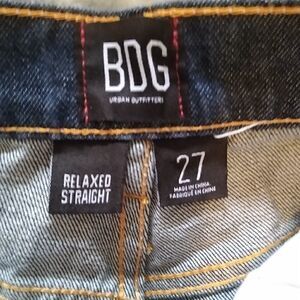 BDG
URBAN OUTFITTERS
RELAXED
STRAIGHT
27
MADE IN CHINA
FABRIQUÉ EN CHINE